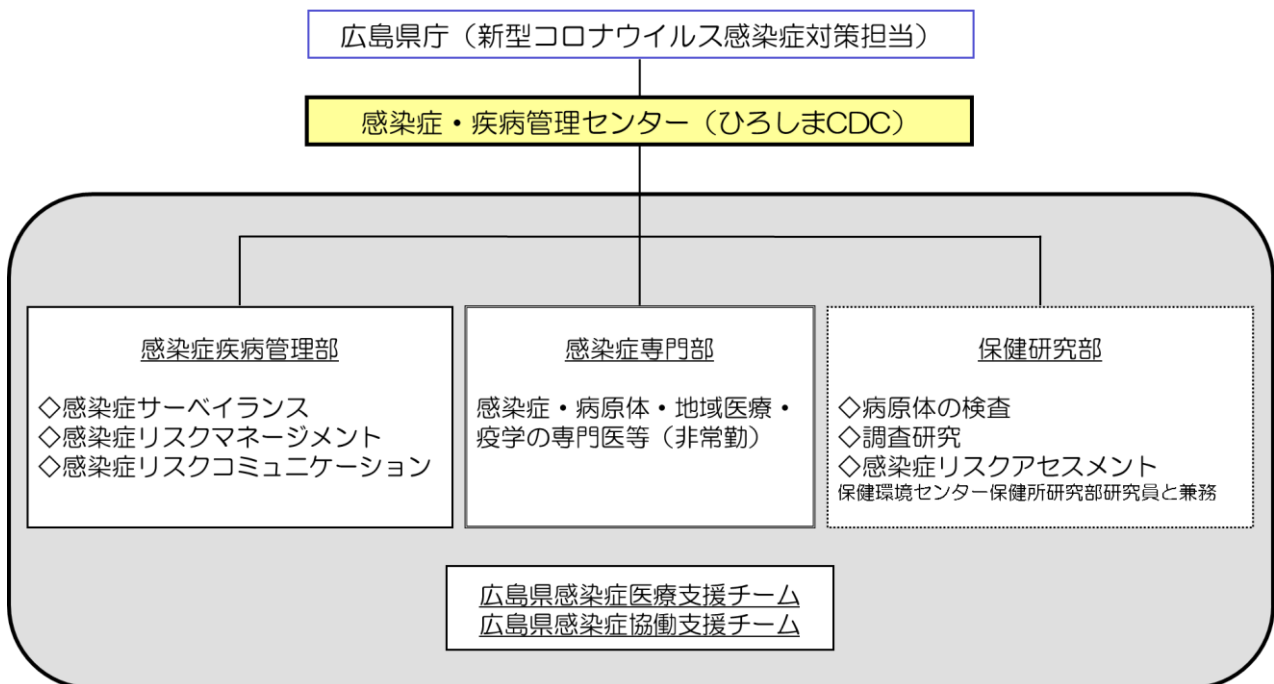 広島県庁（新型コロナウイルス感染症対策担当）
感染症・疾病管理センター（ひろしまCDC）
感染症疾病管理部
◇感染症サーベイランス
◇感染症リスクマネージメント
◇感染症リスクコミュニケーション
感染症専門部
感染症・病原体・地域医療・
疫学の専門医等（非常勤）
保健研究部
◇病原体の検査
◇調査研究
◇感染症リスクアセスメント
保健環境センター保健所研究部研究員と兼務
広島県感染症医療支援チーム
広島県感染症協働支援チーム